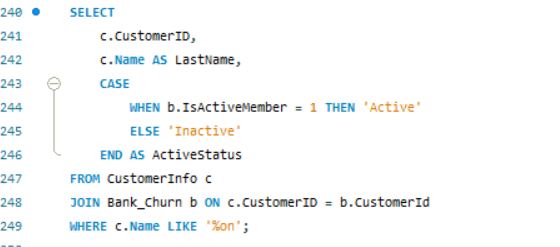 240 SELECT
241 c.CustomerID,
242 c.Name AS LastName,
243 CASE
244 WHEN b.IsActiveMember = 1 THEN 'Active'
245 ELSE 'Inactive'
246 END AS ActiveStatus
247 FROM CustomerInfo c
248 JOIN Bank_Churn b ON c.CustomerID = b.CustomerId
249 WHERE c.Name LIKE '%on';